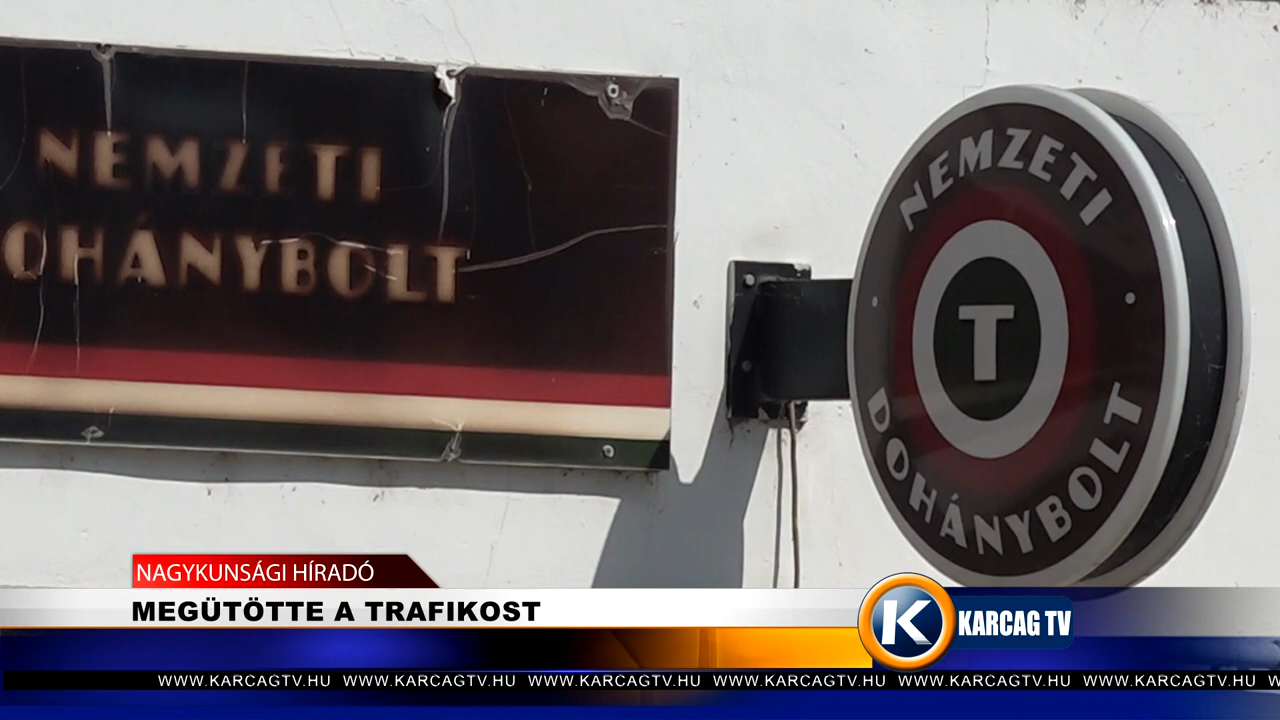 NEMZETI
OHÁNYBOLT
NEMZETI
T
DOHÁNYBOLT
NAGYKUNSÁGI HÍRADÓ
MEGÜTÖTTE A TRAFIKOST
K KARCAG TV
WWW.KARCAGTV.HU WWW.KARCAGTV.HU WWW.KARCAGTV.HU WWW.KARCAGTV.HU WWW.KARCAGTV.HU WWW.KARCAGTV.HU W